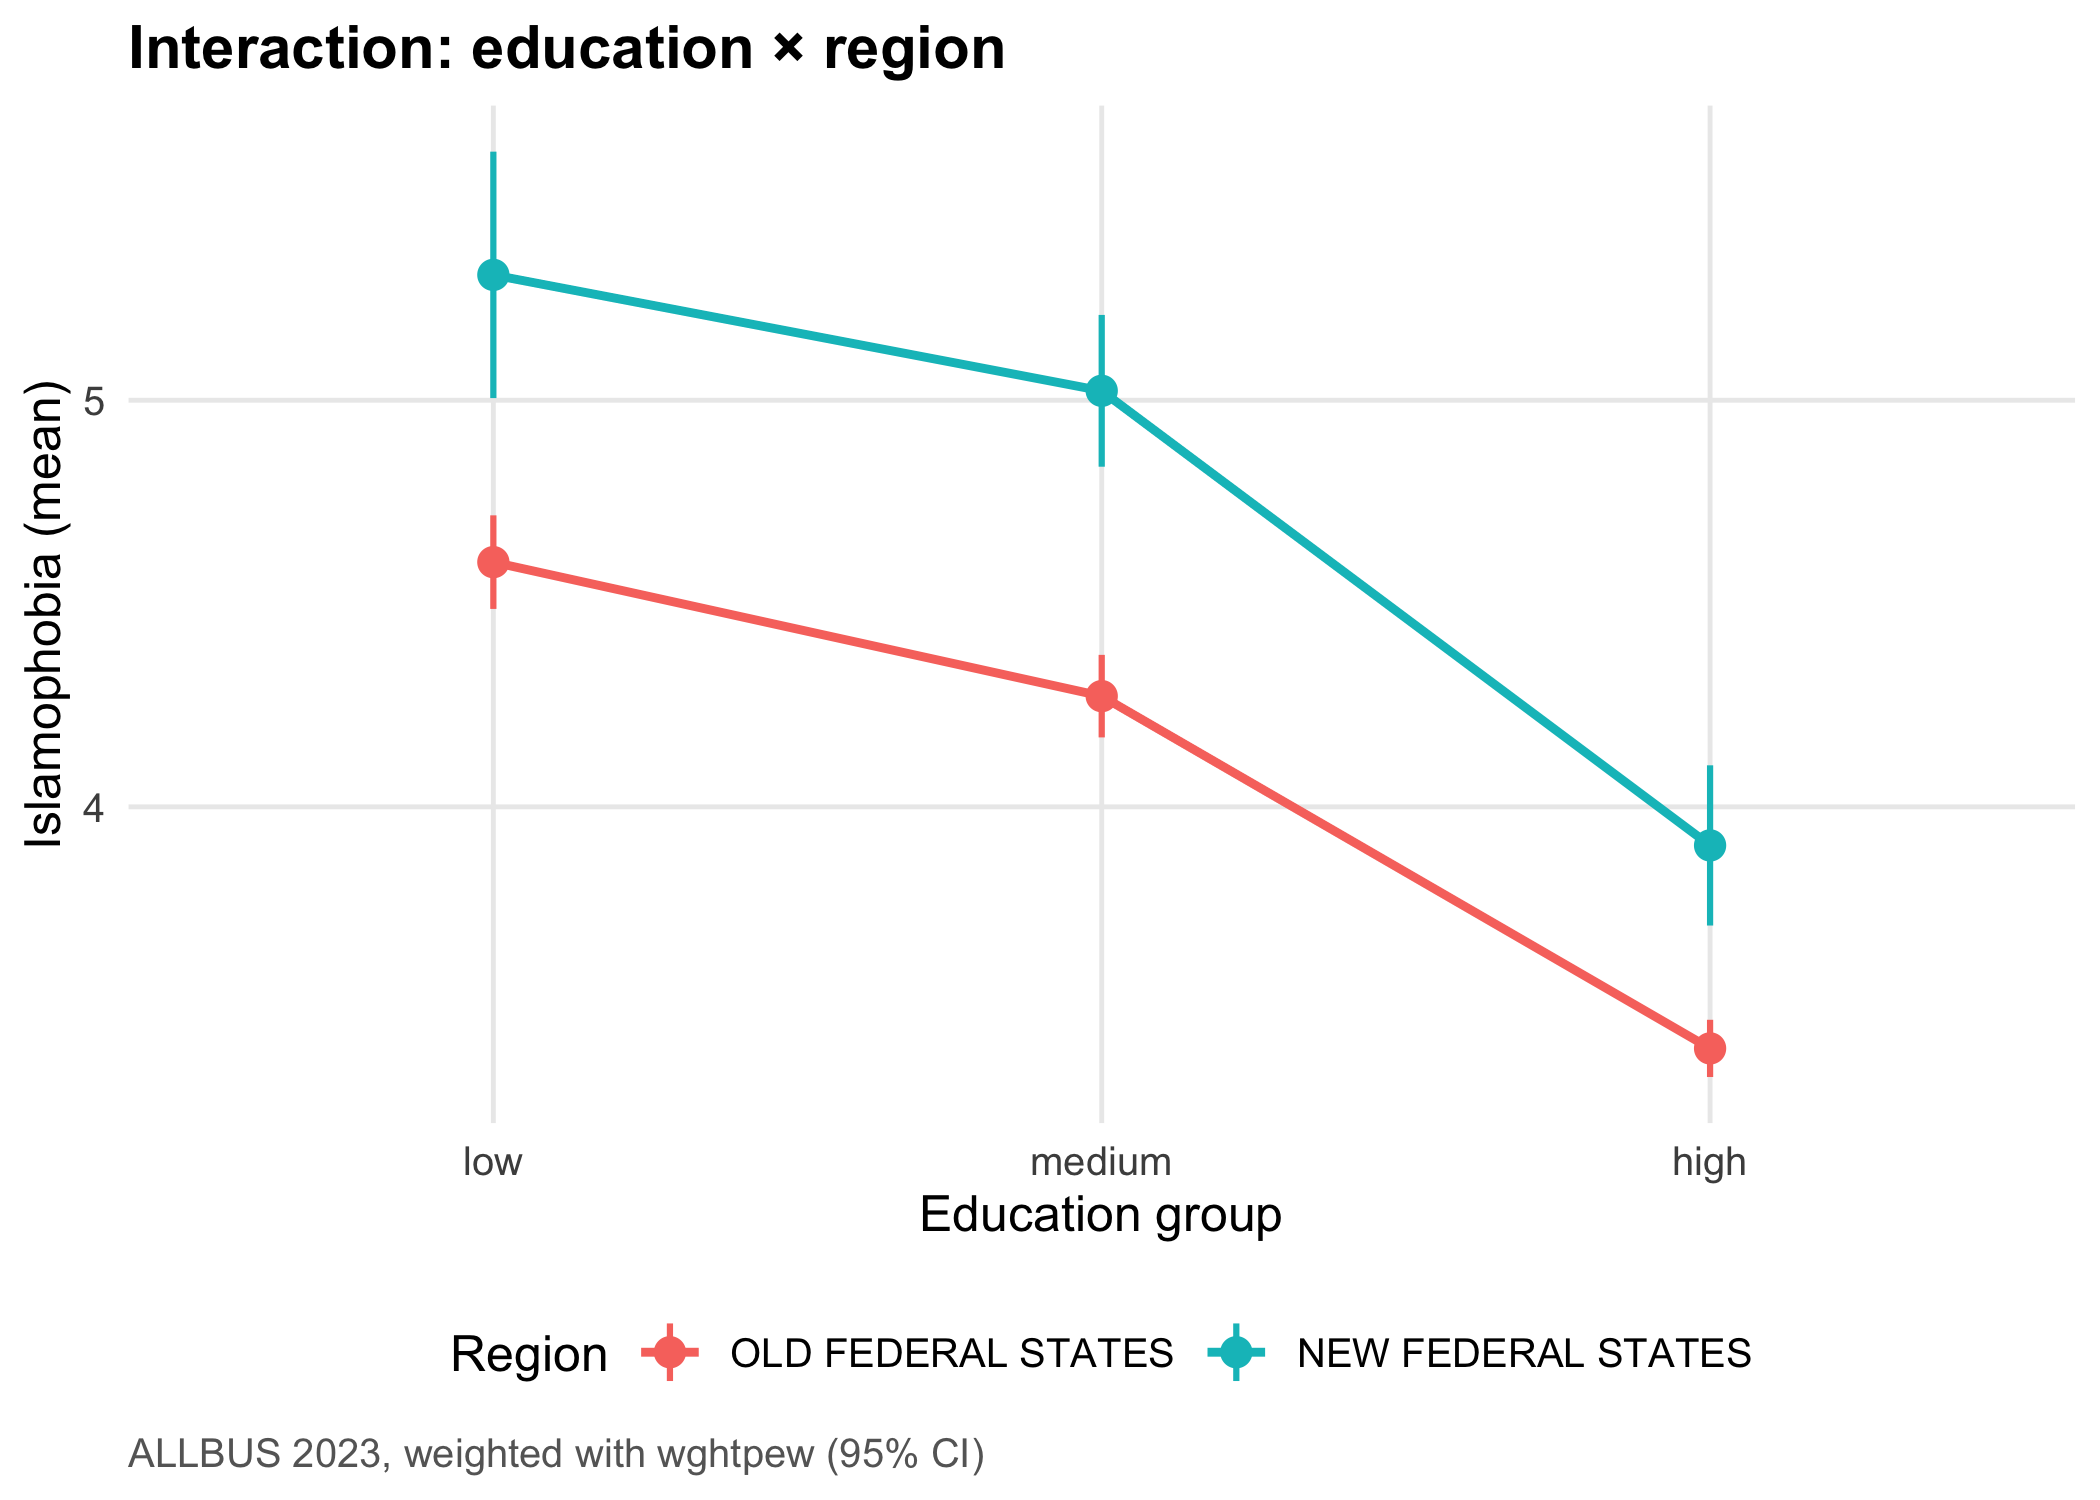 Interaction: education × region
Islamophobia (mean)
5
4
low
medium
high
Education group
Region
OLD FEDERAL STATES
NEW FEDERAL STATES
ALLBUS 2023, weighted with wghtpew (95% CI)